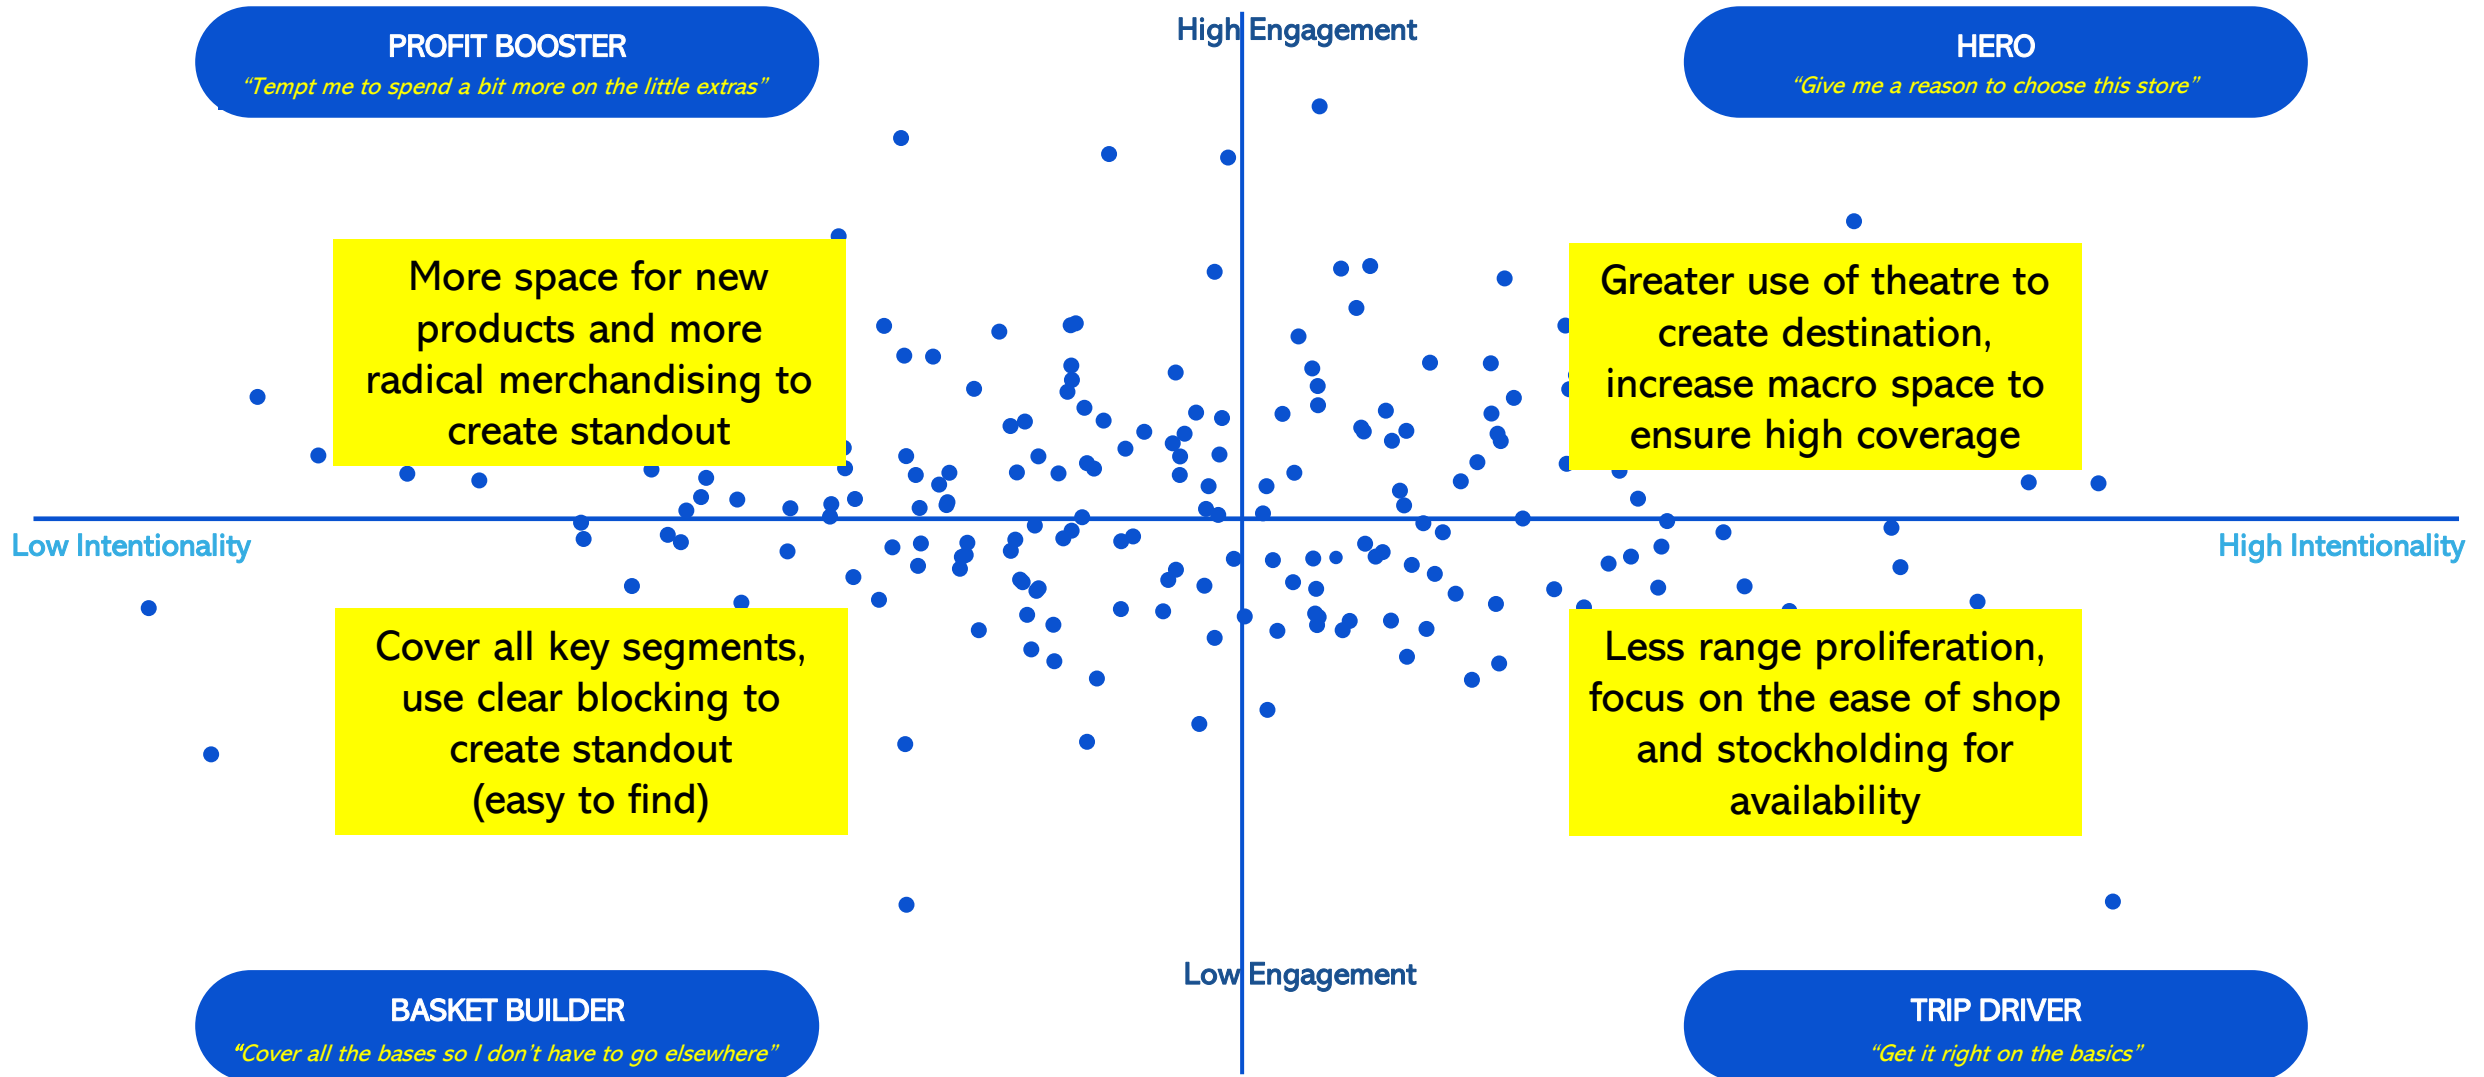 PROFIT BOOSTER
“Tempt me to spend a bit more on the little extras”
High Engagement
HERO
“Give me a reason to choose this store”
More space for new
products and more
radical merchandising to
create standout
Greater use of theatre to
create destination,
increase macro space to
ensure high coverage
Low Intentionality
High Intentionality
Cover all key segments,
use clear blocking to
create standout
(easy to find)
Less range proliferation,
focus on the ease of shop
and stockholding for
availability
Low Engagement
BASKET BUILDER
“Cover all the bases so I don’t have to go elsewhere”
TRIP DRIVER
“Get it right on the basics”